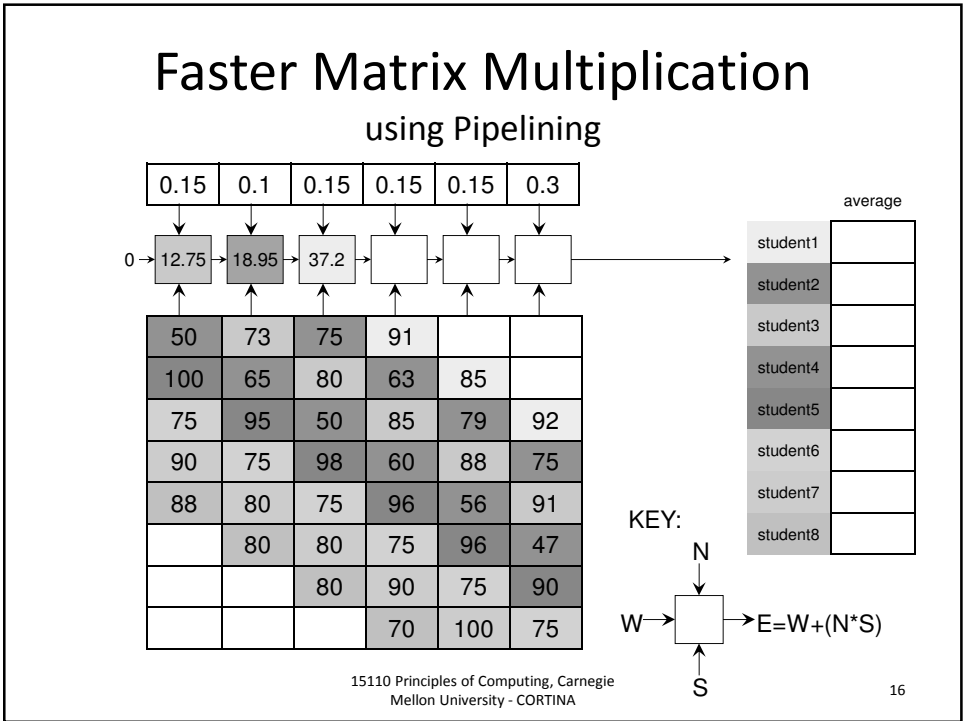 Faster Matrix Multiplication
using Pipelining
0.15 0.1 0.15 0.15 0.15 0.3
average
0 12.75 18.95 37.2
student1
student2
student3
student4
student5
student6
student7
student8
50 73 75 91
100 65 80 63 85
75 95 50 85 79 92
90 75 98 60 88 75
88 80 75 96 56 91
80 80 75 96 47
80 90 75 90
70 100 75
KEY:
N
W E=W+(N*S)
S
15110 Principles of Computing, Carnegie
Mellon University - CORTINA
16